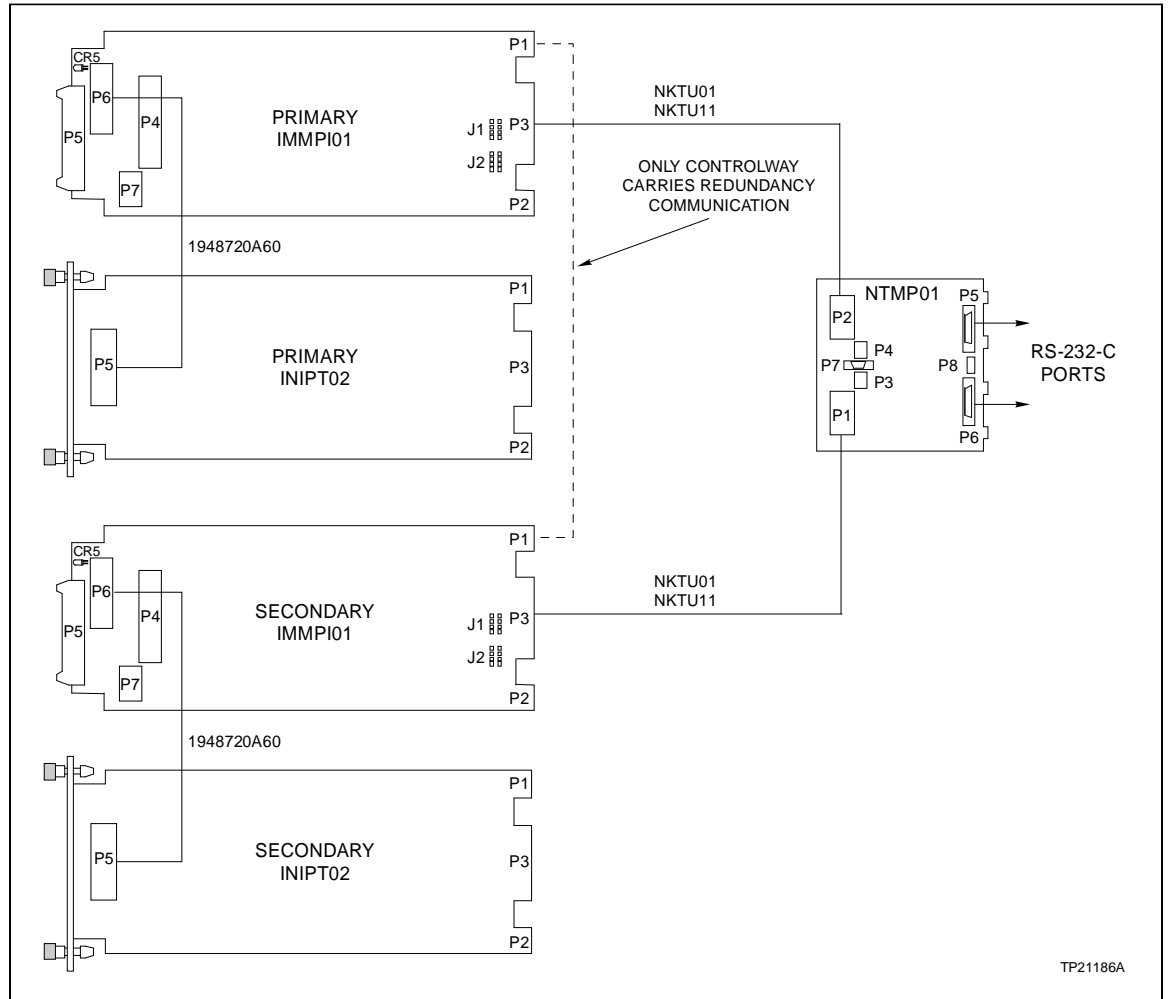 P1
CR5
P6
P4
P5
PRIMARY
IMMPI01
J1
P3
J2
P7
P2
NKTU01
NKTU11
ONLY CONTROLWAY
CARRIES REDUNDANCY
COMMUNICATION
1948720A60
P1
PRIMARY
INIPT02
P5
P3
P2
NTMP01
P5
P2
P4
P7
P8
P3
P1
P6
RS-232-C
PORTS
P1
CR5
P6
P4
P5
SECONDARY
IMMPI01
J1
P3
J2
P7
P2
NKTU01
NKTU11
1948720A60
P1
SECONDARY
INIPT02
P5
P3
P2
TP21186A